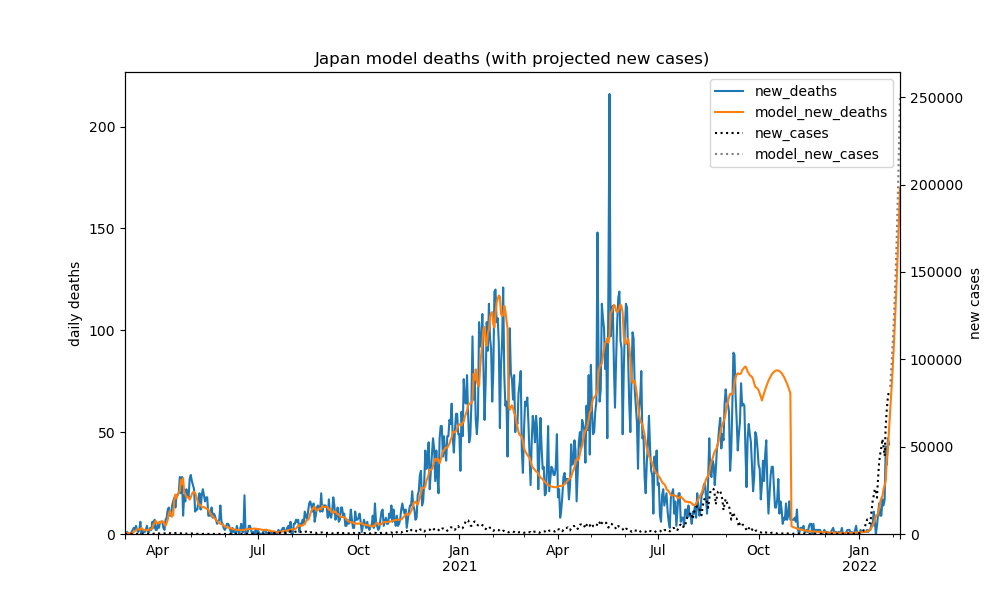 Japan model deaths (with projected new cases)
new_deaths
model_new_deaths
new_cases
model_new_cases
daily deaths
200
150
100
50
0
250000
200000
150000
100000
50000
0
new cases
Apr
Jul
Oct
Jan
2021
Apr
Jul
Oct
Jan
2022